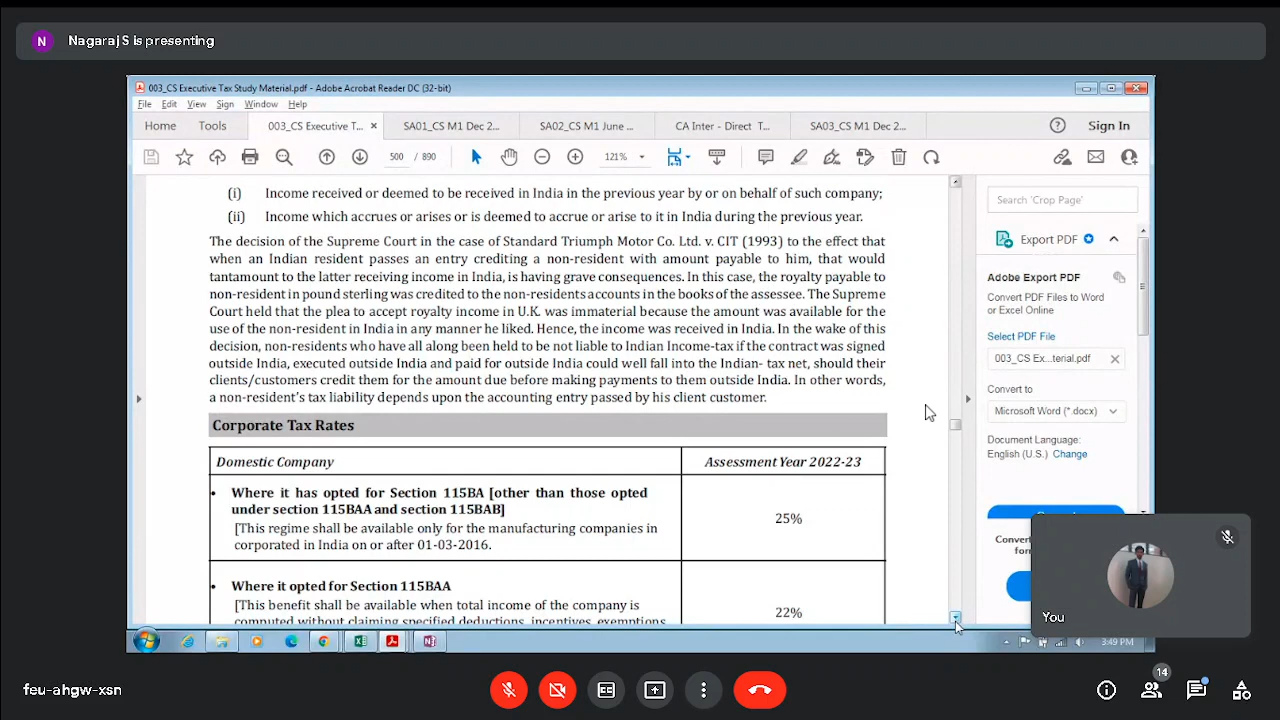 N
Nagaraj S is presenting
003_CS Executive Tax Study Material.pdf - Adobe Acrobat Reader DC (32-bit)
File Edit View Sign Window Help
Home Tools 003_CS Executive T... × SA01_CS M1 Dec 2... SA02_CS M1 June ... CA Inter - Direct T... SA03_CS M1 Dec 2... Sign In
500 / 890 121%
(i) Income received or deemed to be received in India in the previous year by or on behalf of such company;
(ii) Income which accrues or arises or is deemed to accrue or arise to it in India during the previous year.
The decision of the Supreme Court in the case of Standard Triumph Motor Co. Ltd. v. CIT (1993) to the effect that
when an Indian resident passes an entry crediting a non-resident with amount payable to him, that would
tantamount to the latter receiving income in India, is having grave consequences. In this case, the royalty payable to
non-resident in pound sterling was credited to the non-residents accounts in the books of the assessee. The Supreme
Court held that the plea to accept royalty income in U.K. was immaterial because the amount was available for the
use of the non-resident in India in any manner he liked. Hence, the income was received in India. In the wake of this
decision, non-residents who have all along been held to be not liable to Indian Income-tax if the contract was signed
outside India, executed outside India and paid for outside India could well fall into the Indian- tax net, should their
clients/customers credit them for the amount due before making payments to them outside India. In other words,
a non-resident's tax liability depends upon the accounting entry passed by his client customer.
Corporate Tax Rates
Domestic Company Assessment Year 2022-23
• Where it has opted for Section 115BA [other than those opted
under section 115BAA and section 115BAB]
[This regime shall be available only for the manufacturing companies in
corporated in India on or after 01-03-2016.
25%
• Where it opted for Section 115BAA
[This benefit shall be available when total income of the company is
computed without claiming specified deductions, incentives, exemptions
22%
Search 'Crop Page'
Export PDF
Adobe Export PDF
Convert PDF Files to Word
or Excel Online
Select PDF File
003_CS Ex...terial.pdf
Convert to
Microsoft Word (*.docx)
Document Language:
English (U.S.) Change
You
3:49 PM
feu-ahgw-xsn
14